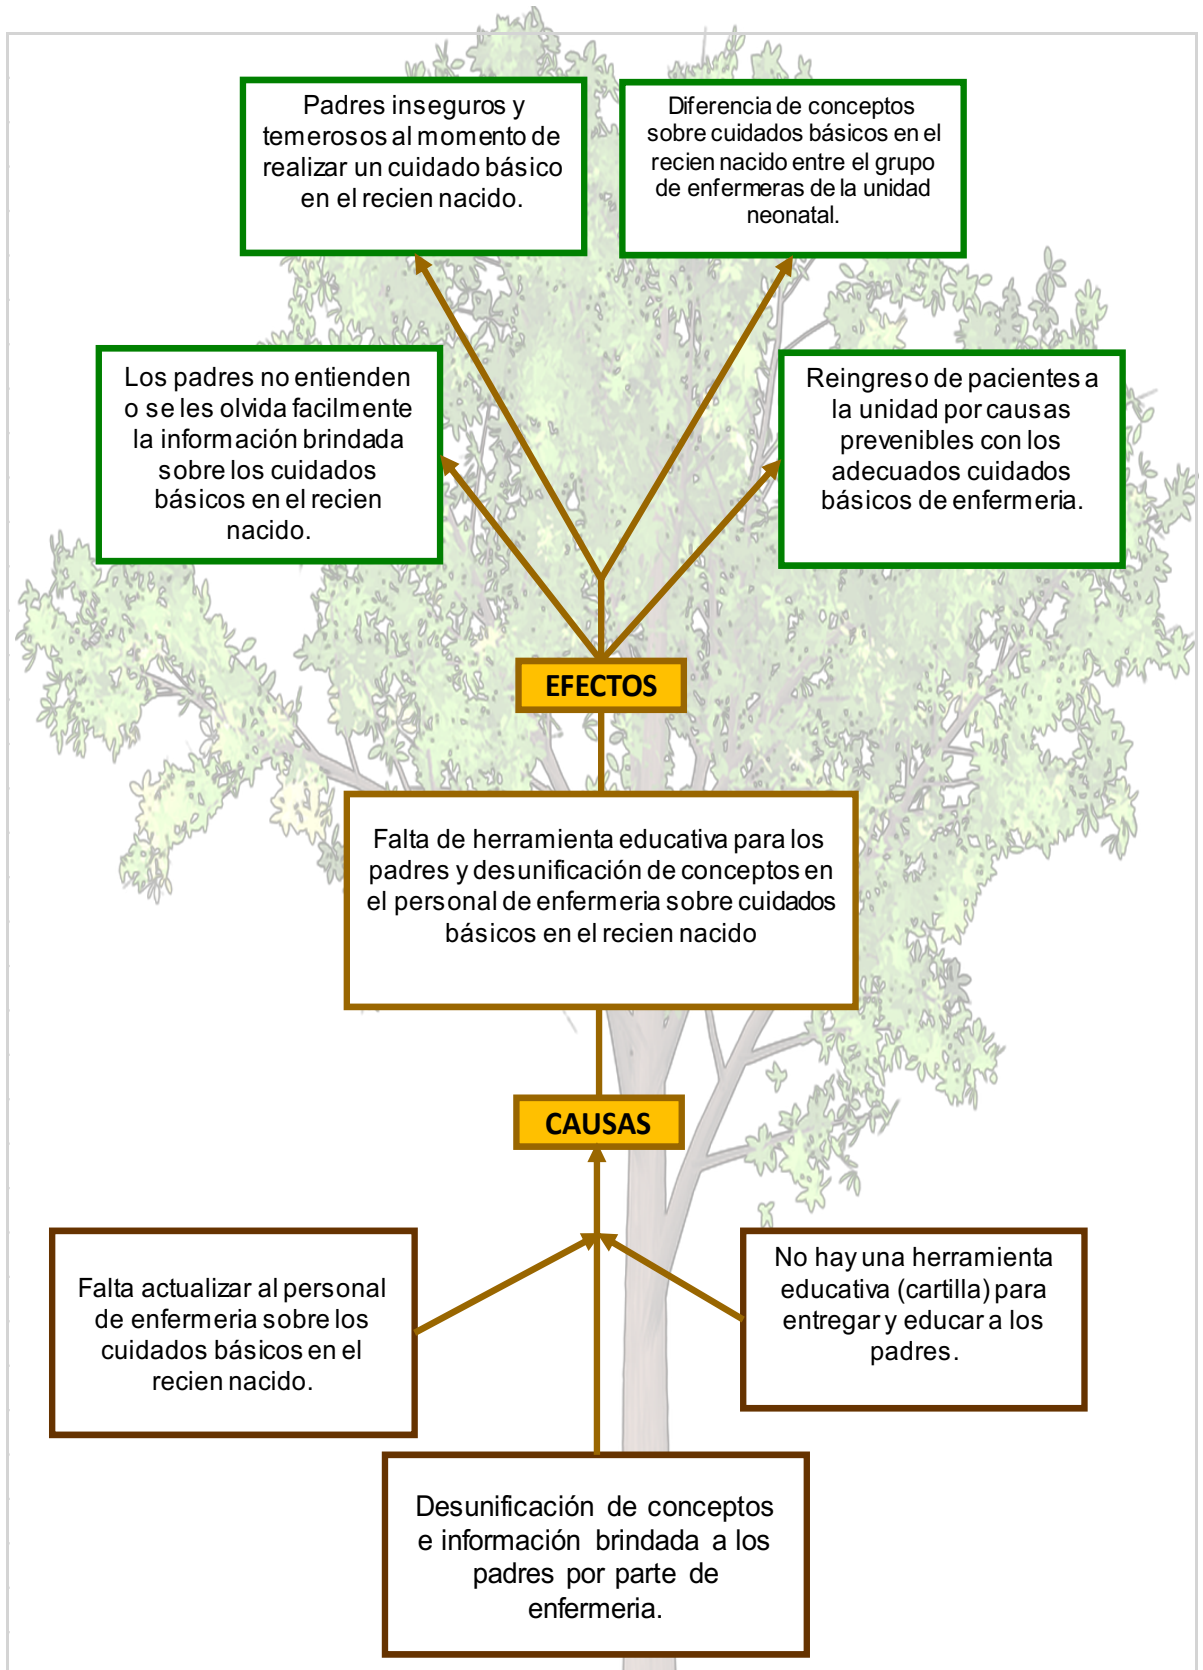 Padres inseguros y
temerosos al momento de
realizar un cuidado básico
en el recien nacido.
Diferencia de conceptos
sobre cuidados básicos en el
recien nacido entre el grupo
de enfermeras de la unidad
neonatal.
Los padres no entienden
o se les olvida facilmente
la información brindada
sobre los cuidados
básicos en el recien
nacido.
Reingreso de pacientes a
la unidad por causas
prevenibles con los
adecuados cuidados
básicos de enfermeria.
EFECTOS
Falta de herramienta educativa para los
padres y desunificación de conceptos en
el personal de enfermeria sobre cuidados
básicos en el recien nacido
CAUSAS
Falta actualizar al personal
de enfermeria sobre los
cuidados básicos en el
recien nacido.
No hay una herramienta
educativa (cartilla) para
entregar y educar a los
padres.
Desunificación de conceptos
e información brindada a los
padres por parte de
enfermeria.